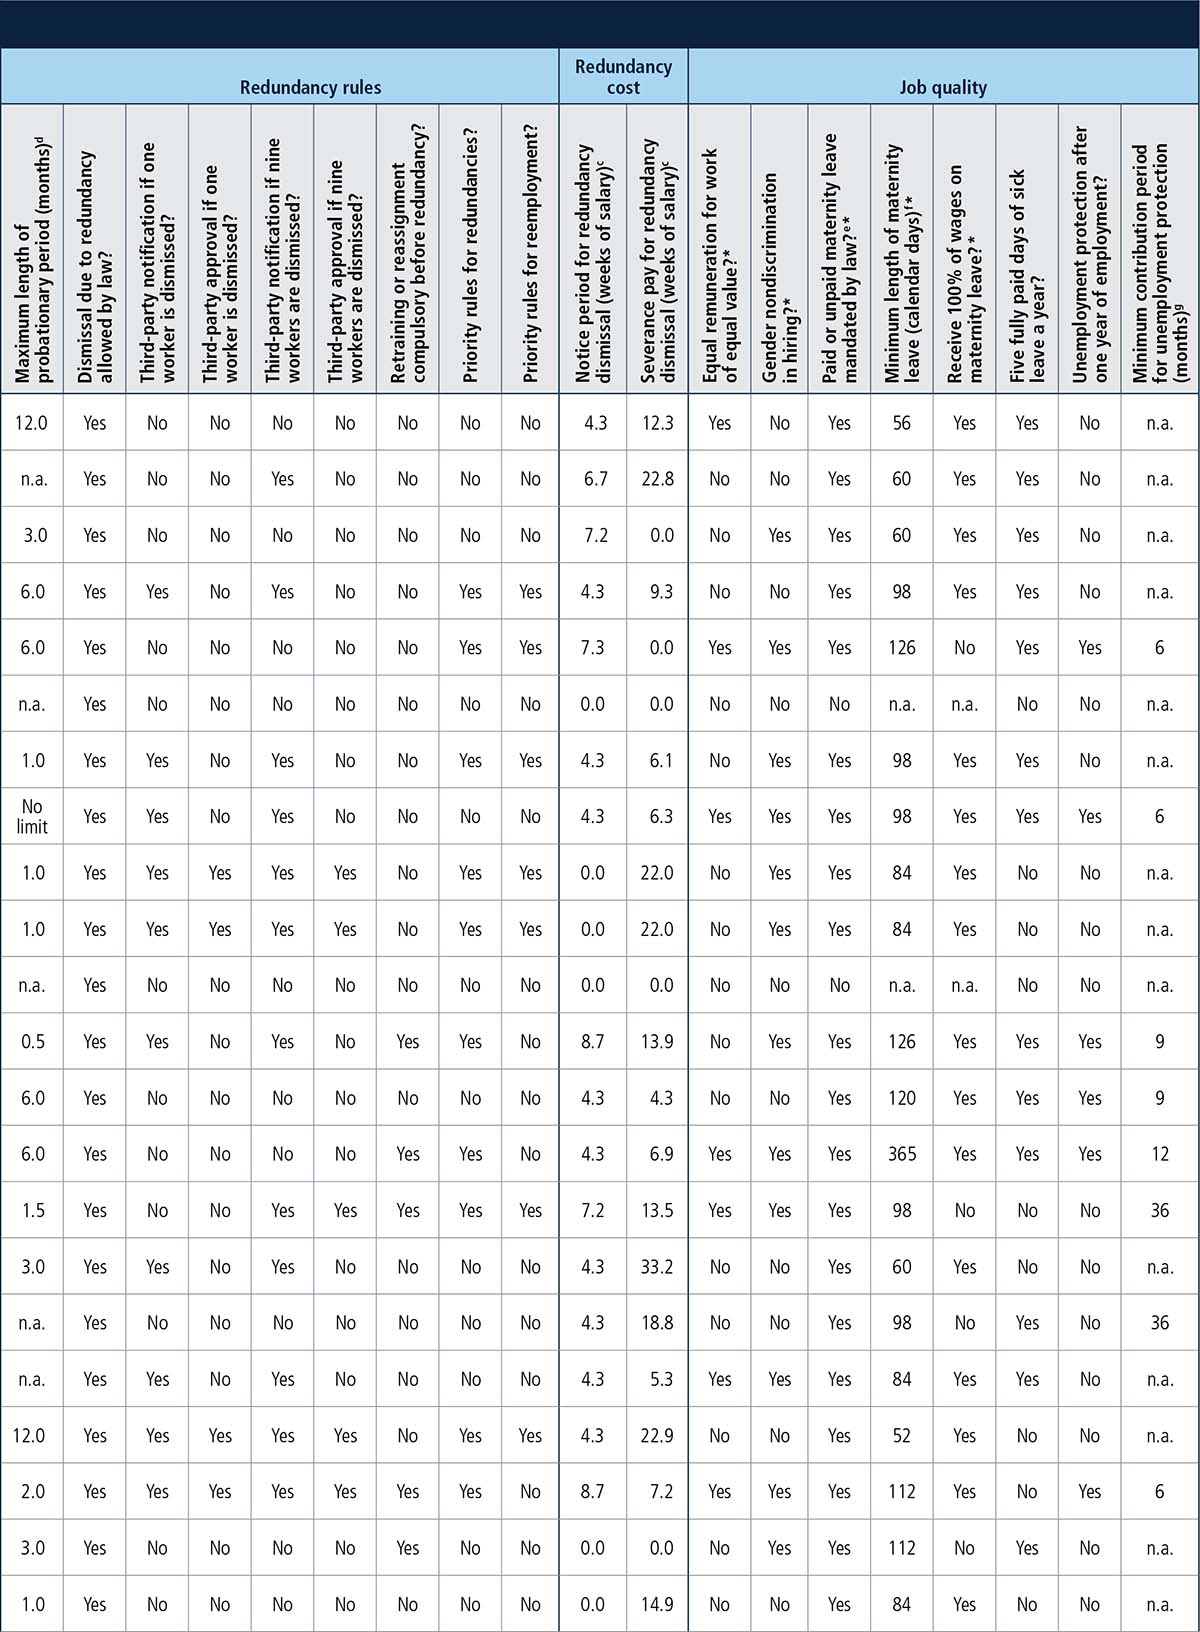 Redundancy rules
Redundancy
cost
Job quality
Maximum length of
probationary period (months)d
Dismissal due to redundancy
allowed by law?
Third-party notification if one
worker is dismissed?
Third-party approval if one
worker is dismissed?
Third-party notification if nine
workers are dismissed?
Third-party approval if nine
workers are dismissed?
Retraining or reassignment
compulsory before redundancy?
Priority rules for redundancies?
Priority rules for reemployment?
Notice period for redundancy
dismissal (weeks of salary)c
Severance pay for redundancy
dismissal (weeks of salary)c
Equal remuneration for work
of equal value?*
Gender nondiscrimination
in hiring?*
Paid or unpaid maternity leave
mandated by law?e*
Minimum length of maternity
leave (calendar days)f*
Receive 100% of wages on
maternity leave?*
Five fully paid days of sick
leave a year?
Unemployment protection after
one year of employment?
Minimum contribution period
for unemployment protection
(months)g
12.0 Yes No No No No No No No 4.3 12.3 Yes No Yes 56 Yes Yes No n.a.
n.a. Yes No No Yes No No No No 6.7 22.8 No No Yes 60 Yes Yes No n.a.
3.0 Yes No No No No No No No 7.2 0.0 No Yes Yes 60 Yes Yes No n.a.
6.0 Yes Yes No Yes No No Yes Yes 4.3 9.3 No No Yes 98 Yes Yes No n.a.
6.0 Yes No No No No No Yes Yes 7.3 0.0 Yes Yes Yes 126 No Yes Yes 6
n.a. Yes No No No No No No No 0.0 0.0 No No No n.a. n.a. No No n.a.
1.0 Yes Yes No Yes No No Yes Yes 4.3 6.1 No Yes Yes 98 Yes Yes No n.a.
No
limit Yes Yes No Yes No No No No 4.3 6.3 Yes Yes Yes 98 Yes Yes Yes 6
1.0 Yes Yes Yes Yes Yes No Yes Yes 0.0 22.0 No Yes Yes 84 Yes No No n.a.
1.0 Yes Yes Yes Yes Yes No Yes Yes 0.0 22.0 No Yes Yes 84 Yes No No n.a.
n.a. Yes No No No No No No No 0.0 0.0 No No No n.a. n.a. No No n.a.
0.5 Yes Yes No Yes No Yes Yes No 8.7 13.9 No Yes Yes 126 Yes Yes Yes 9
6.0 Yes No No No No No No No 4.3 4.3 No No Yes 120 Yes Yes Yes 9
6.0 Yes No No No No Yes Yes No 4.3 6.9 Yes Yes Yes 365 Yes Yes Yes 12
1.5 Yes No No Yes Yes Yes Yes Yes 7.2 13.5 Yes Yes Yes 98 No No No 36
3.0 Yes Yes No Yes No No No No 4.3 33.2 No No Yes 60 Yes No No n.a.
n.a. Yes No No No No No No No 4.3 18.8 No No Yes 98 No Yes No 36
n.a. Yes Yes No Yes No No No No 4.3 5.3 Yes Yes Yes 84 Yes Yes No n.a.
12.0 Yes Yes Yes Yes Yes No Yes Yes 4.3 22.9 No No Yes 52 Yes No No n.a.
2.0 Yes Yes Yes Yes Yes Yes Yes No 8.7 7.2 Yes Yes Yes 112 Yes No Yes 6
3.0 Yes No No No No Yes No No 0.0 0.0 No Yes Yes 112 No Yes No n.a.
1.0 Yes No No No No No No No 0.0 14.9 No No Yes 84 Yes No No n.a.